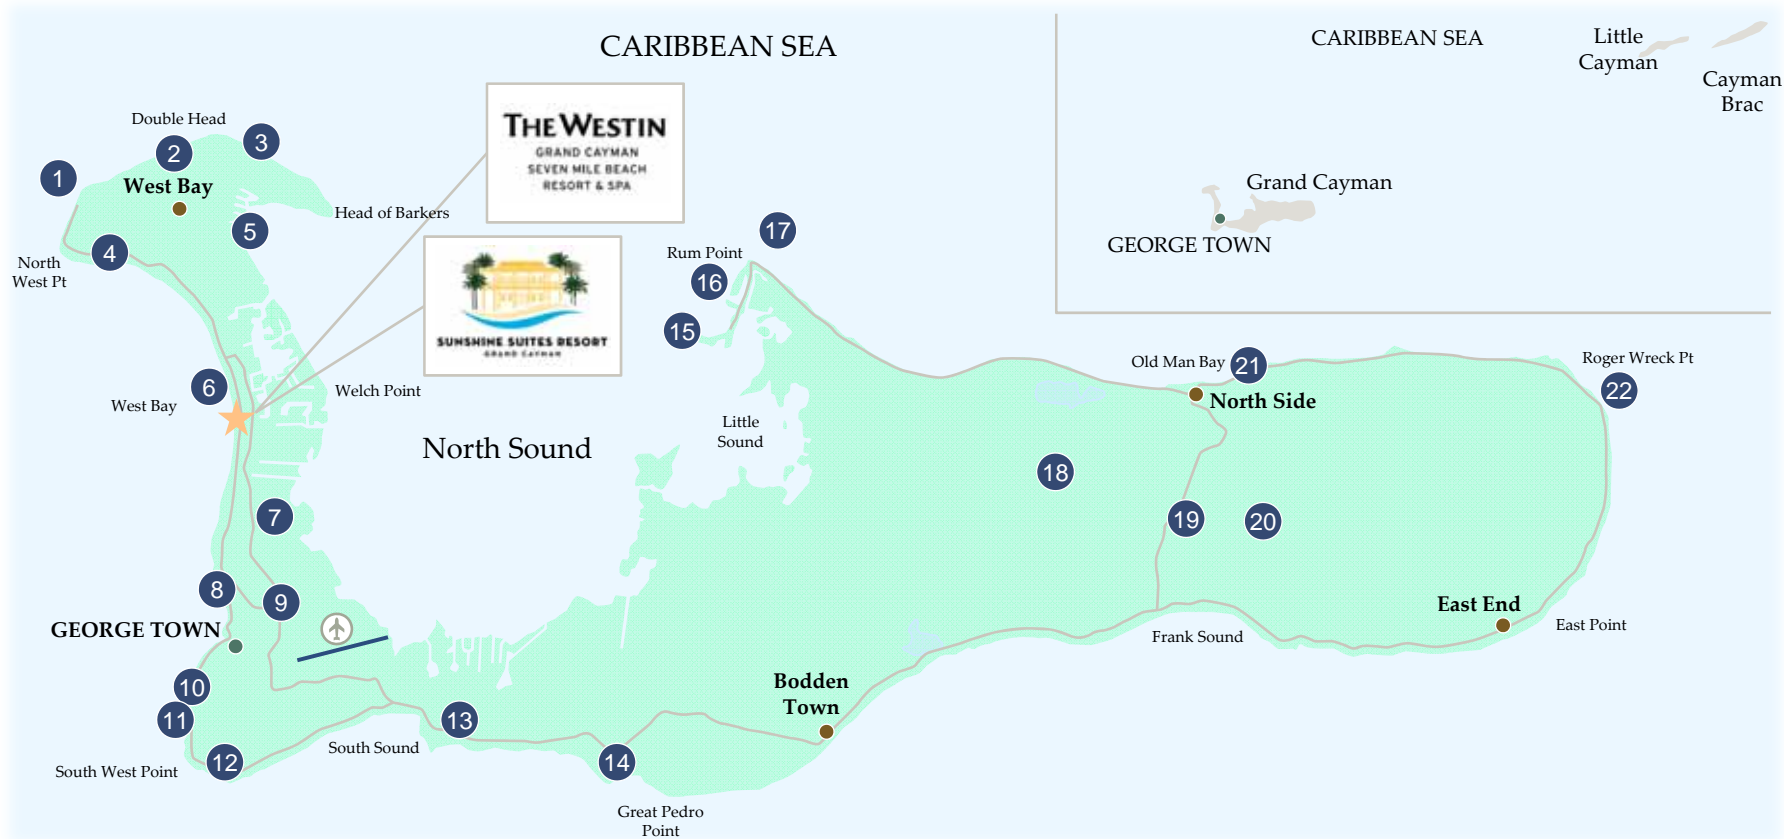 CARIBBEAN SEA
CARIBBEAN SEA
Little
Cayman
Cayman
Brac
Grand Cayman
GEORGE TOWN
THE WESTIN
GRAND CAYMAN
SEVEN MILE BEACH
RESORT & SPA
SUNSHINE SUITES RESORT
GRAND CAYMAN
Double Head
1
2
3
West Bay
Head of Barkers
5
4
North
West Pt
17
Rum Point
16
15
6
West Bay
Welch Point
North Sound
Little
Sound
Old Man Bay
21
North Side
Roger Wreck Pt
22
18
19
20
7
8
9
GEORGE TOWN
10
11
12
South West Point
South Sound
13
14
Great Pedro
Point
Bodden
Town
Frank Sound
East End
East Point